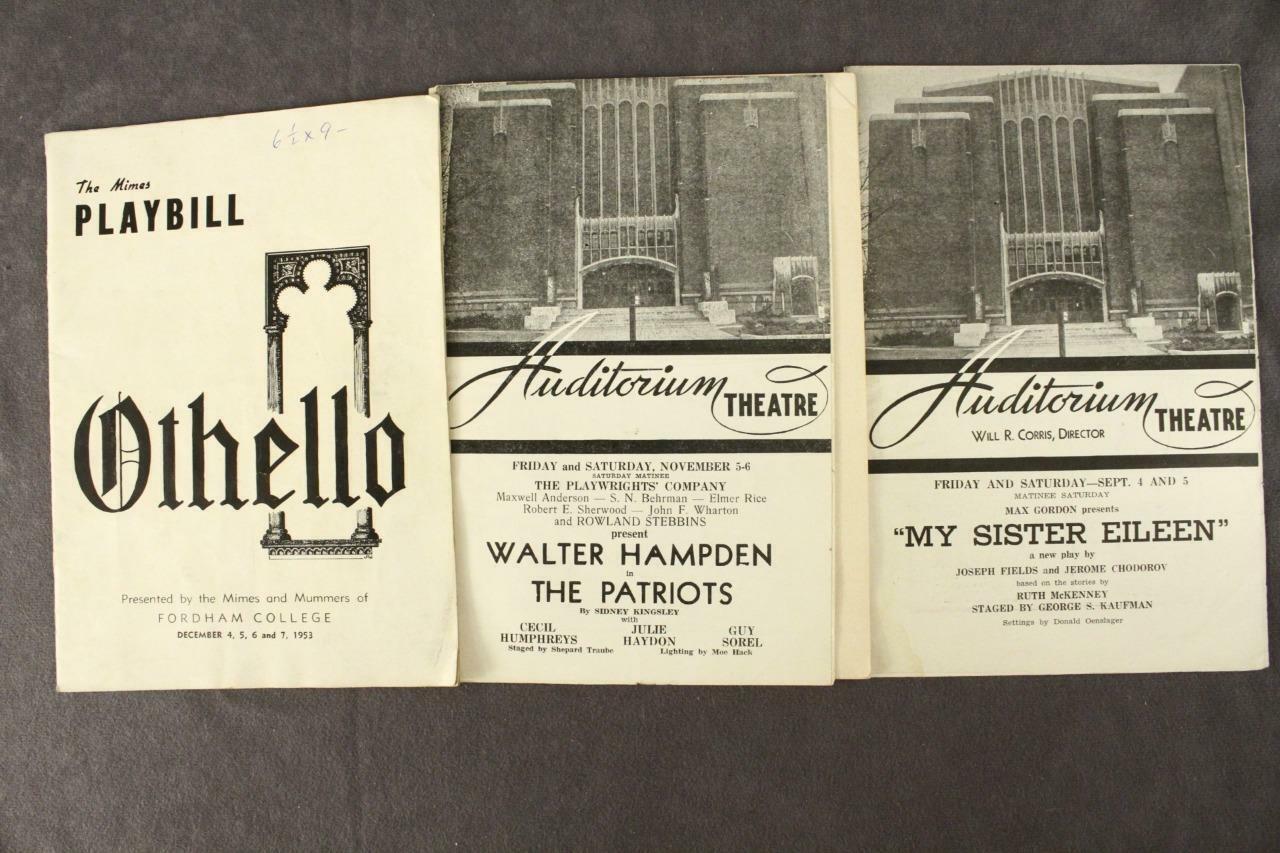 6 1/2 x 9 –
The Mimes
PLAYBILL
Othello
Presented by the Mimes and Mummers of
FORDHAM COLLEGE
DECEMBER 4, 5, 6 and 7, 1953
Auditorium
THEATRE
FRIDAY and SATURDAY, NOVEMBER 5-6
SATURDAY MATINEE
THE PLAYWRIGHTS' COMPANY
Maxwell Anderson — S. N. Behrman — Elmer Rice
Robert E. Sherwood — John F. Wharton
and ROWLAND STEBBINS
present
WALTER HAMPDEN
in
THE PATRIOTS
By SIDNEY KINGSLEY
with
CECIL JULIE GUY
HUMPHREYS HAYDON SOREL
Staged by Shepard Traube Lighting by Moe Hack
Auditorium
THEATRE
WILL R. CORRIS, DIRECTOR
FRIDAY AND SATURDAY—SEPT. 4 AND 5
MATINEE SATURDAY
MAX GORDON presents
"MY SISTER EILEEN"
a new play by
JOSEPH FIELDS and JEROME CHODOROV
based on the stories by
RUTH McKENNEY
STAGED BY GEORGE S. KAUFMAN
Settings by Donald Oenslager